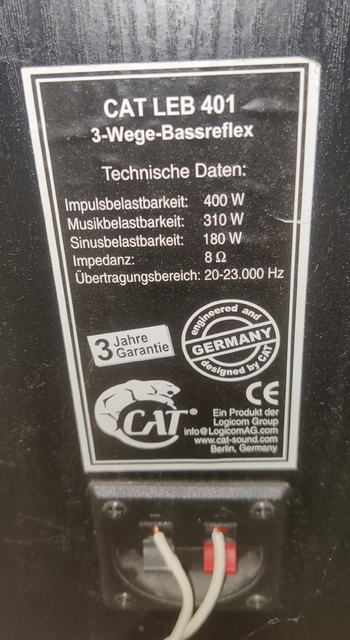 CAT LEB 401
3-Wege-Bassreflex
Technische Daten:
Impulsbelastbarkeit: 400 W
Musikbelastbarkeit: 310 W
Sinusbelastbarkeit: 180 W
Impedanz: 8 Ω
Übertragungsbereich: 20-23.000 Hz
3 Jahre
Garantie
engineered and
GERMANY
designed by CAT
CAT®
CE
Ein Produkt der
Logicom Group
info@LogicomAG.com
www.cat-sound.com
Berlin, Germany